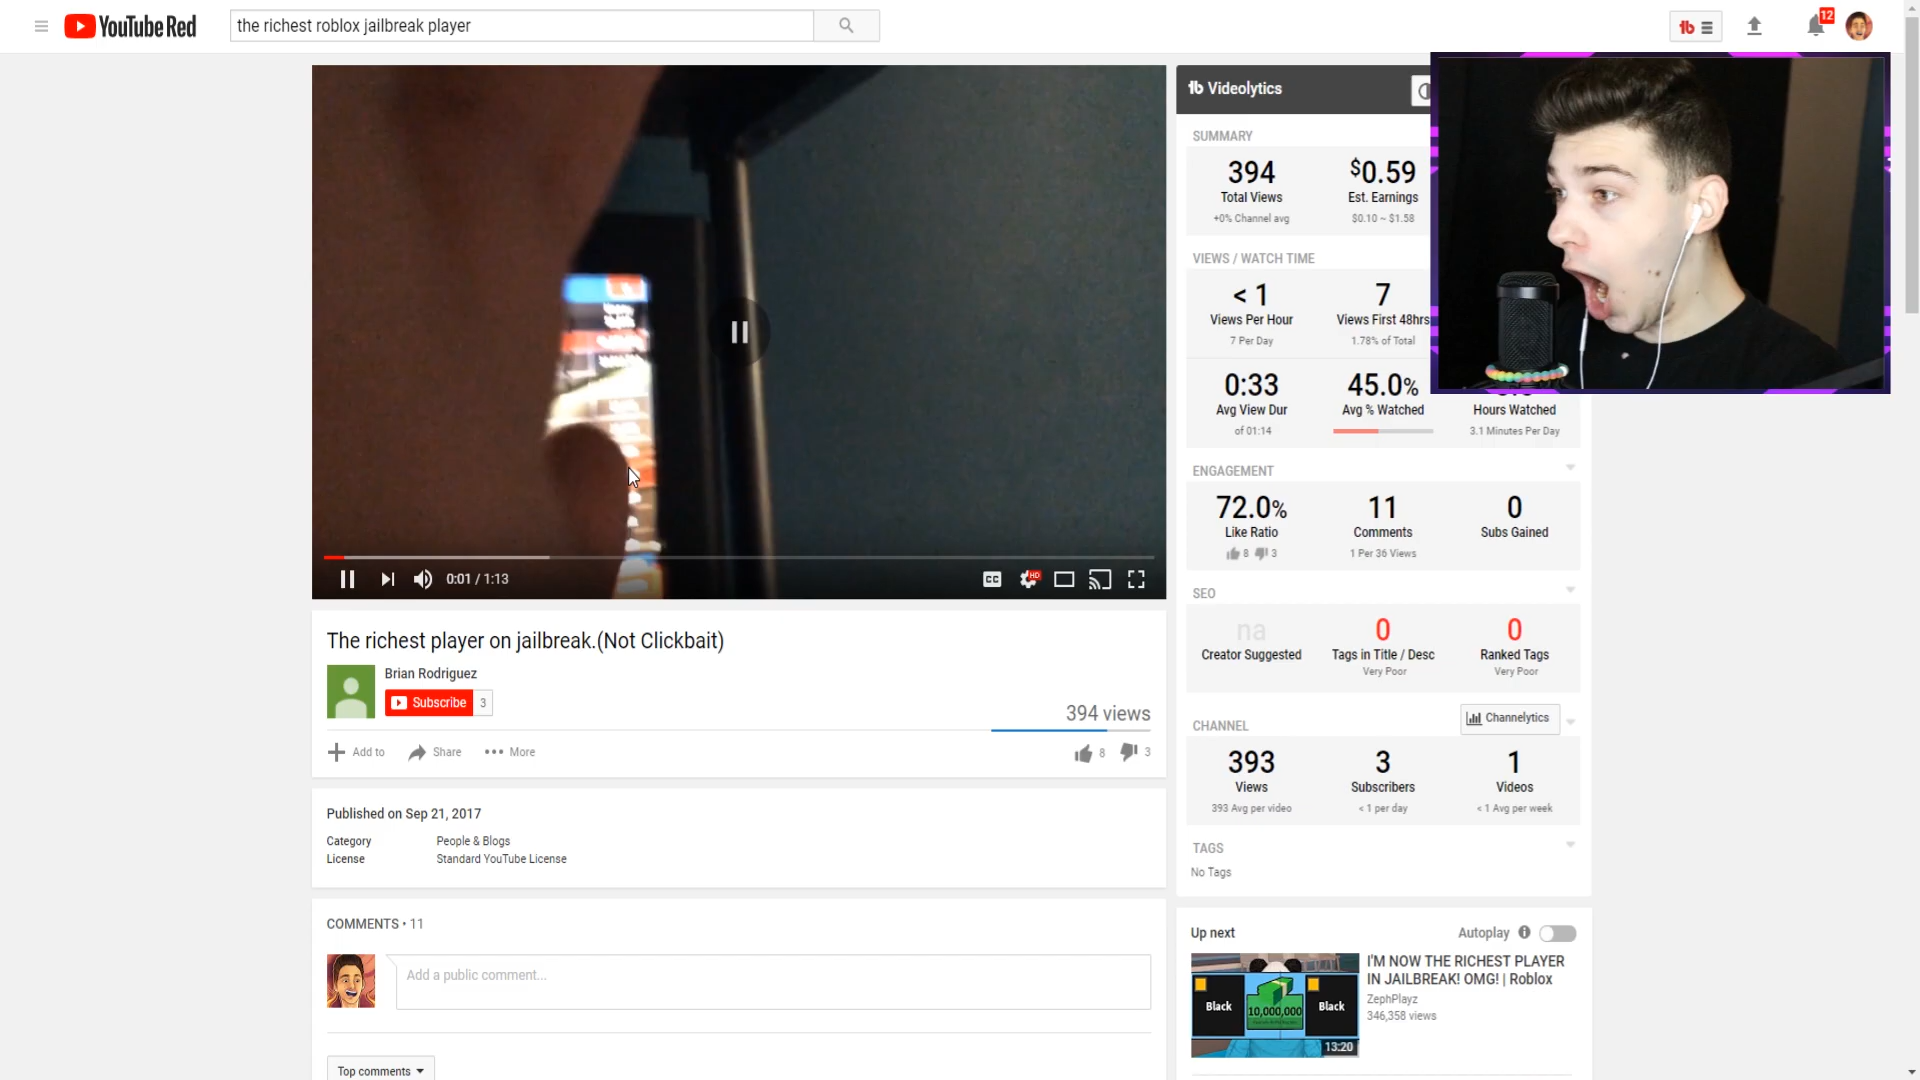 YouTube Red
the richest roblox jailbreak player
12
Videolytics
SUMMARY
394
Total Views
+0% Channel avg
$0.59
Est. Earnings
$0.10 ~ $1.58
VIEWS / WATCH TIME
< 1
Views Per Hour
7 Per Day
7
Views First 48hrs
1.78% of Total
0:33
Avg View Dur
of 01:14
45.0%
Avg % Watched
Hours Watched
3.1 Minutes Per Day
ENGAGEMENT
72.0%
Like Ratio
8 3
11
Comments
1 Per 36 Views
0
Subs Gained
SEO
na
Creator Suggested
0
Tags in Title / Desc
Very Poor
0
Ranked Tags
Very Poor
CHANNEL
Channelytics
393
Views
393 Avg per video
3
Subscribers
< 1 per day
1
Videos
< 1 Avg per week
TAGS
No Tags
0:01 / 1:13
CC
HD
The richest player on jailbreak.(Not Clickbait)
Brian Rodriguez
Subscribe 3
394 views
Add to Share More
8 3
Published on Sep 21, 2017
Category People & Blogs
License Standard YouTube License
COMMENTS • 11
Add a public comment...
Top comments
Up next
Autoplay
I'M NOW THE RICHEST PLAYER
IN JAILBREAK! OMG! | Roblox
ZephPlayz
346,358 views
Black
10,000,000
Black
13:20